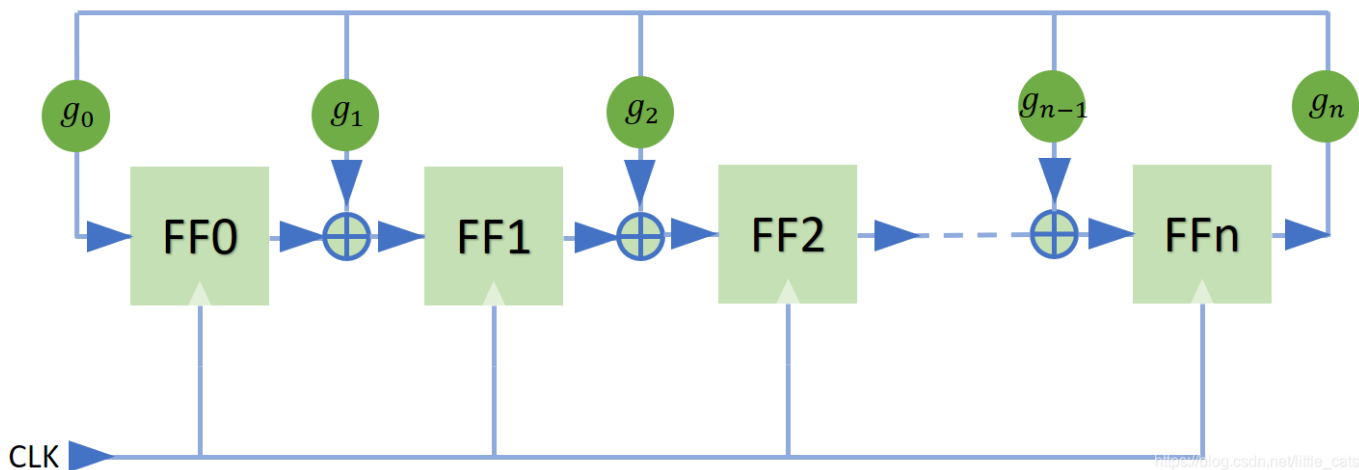 g₀ g₁ g₂ gₙ₋₁ gₙ
FF0 FF1 FF2 FFn
CLK
https://blog.csdn.net/little_cats